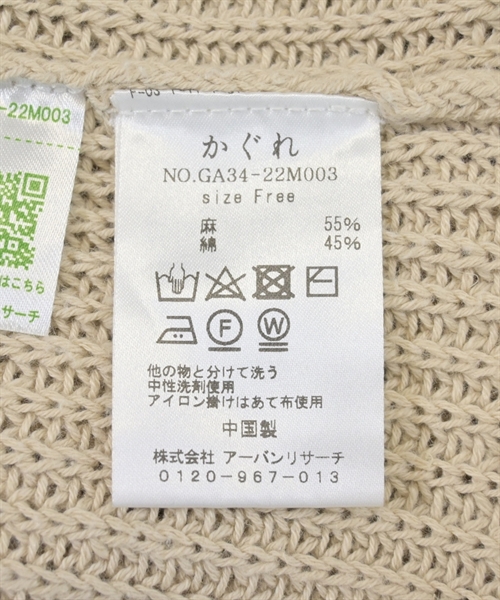 -22M003
はこちら
サーチ
かぐれ
NO.GA34-22M003
size Free
麻 55%
綿 45%
F
W
他の物と分けて洗う
中性洗剤使用
アイロン掛けはあて布使用
中国製
株式会社 アーバンリサーチ
0120-967-013